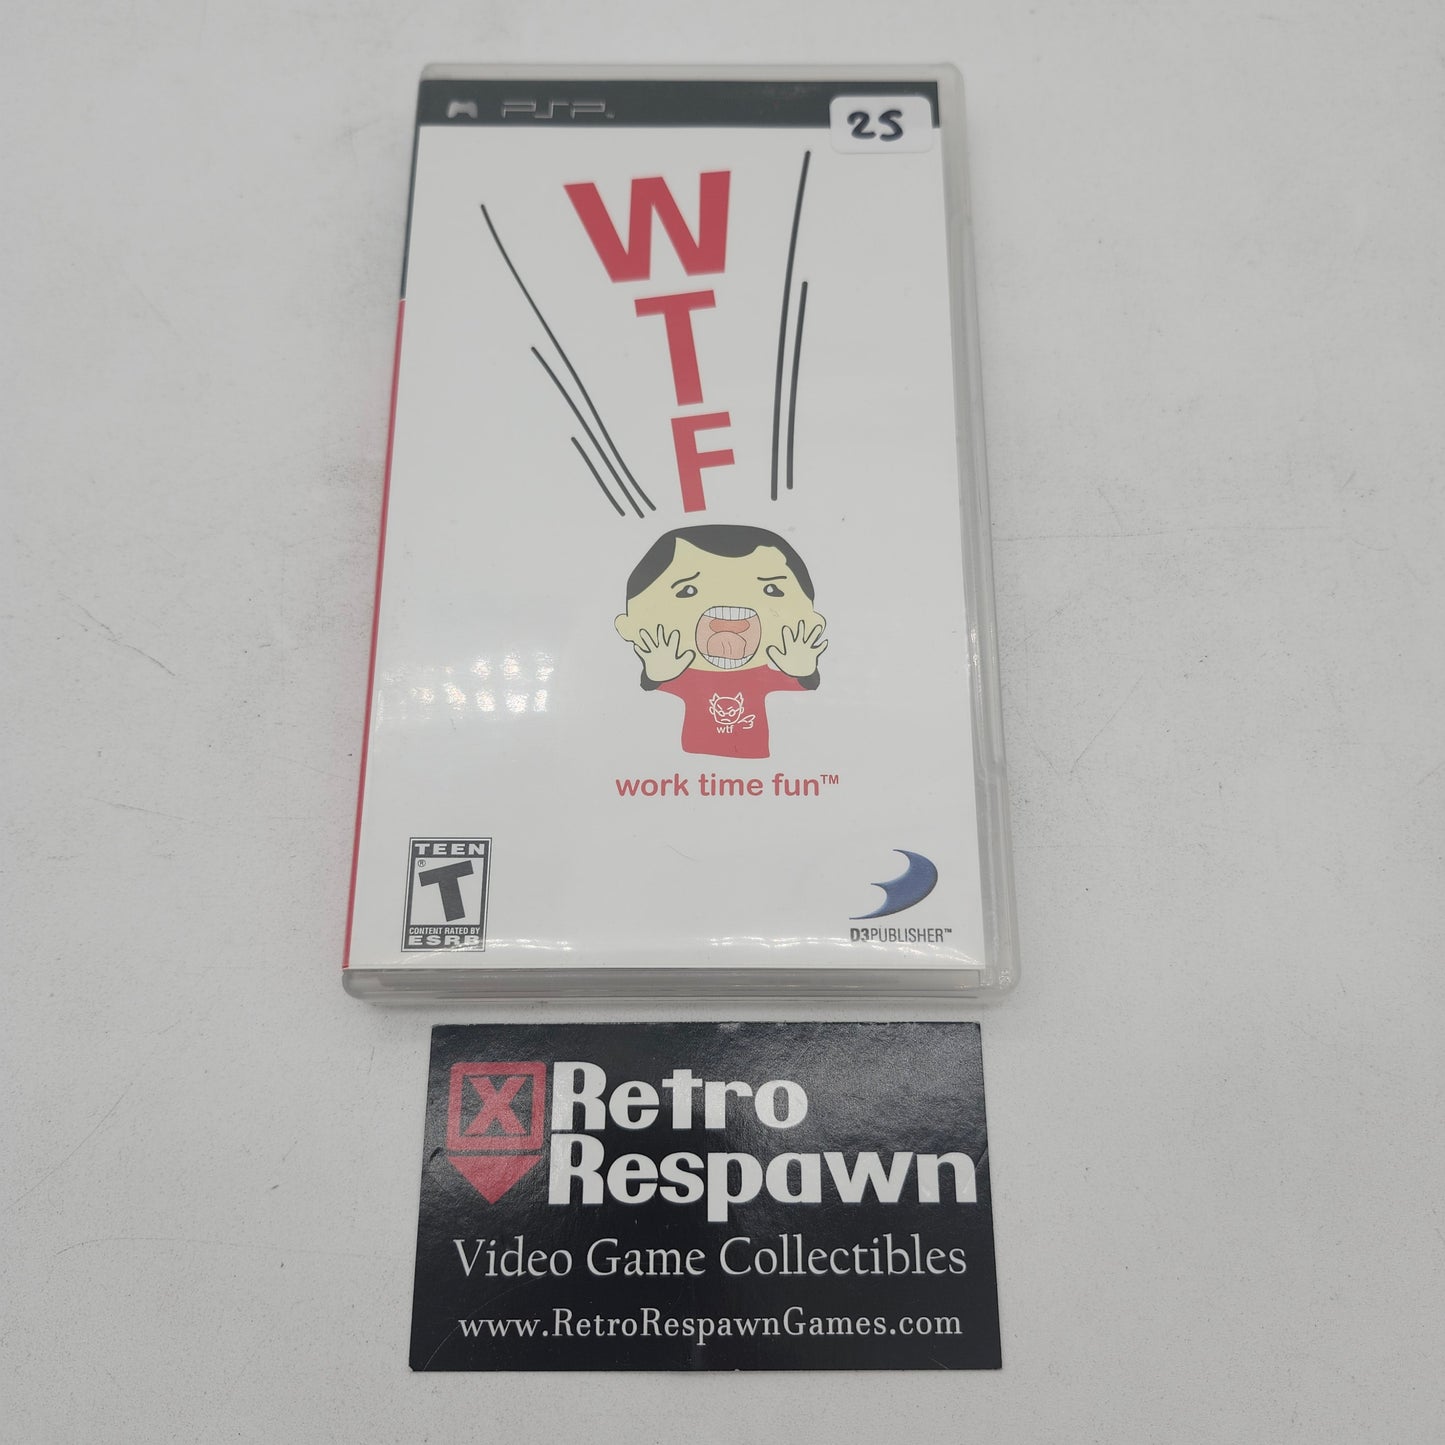 PSP
25
W
T
F
wtf
work time fun™
TEEN
T®
CONTENT RATED BY
ESRB
D3PUBLISHER™
X
Retro
Respawn
Video Game Collectibles
www.RetroRespawnGames.com